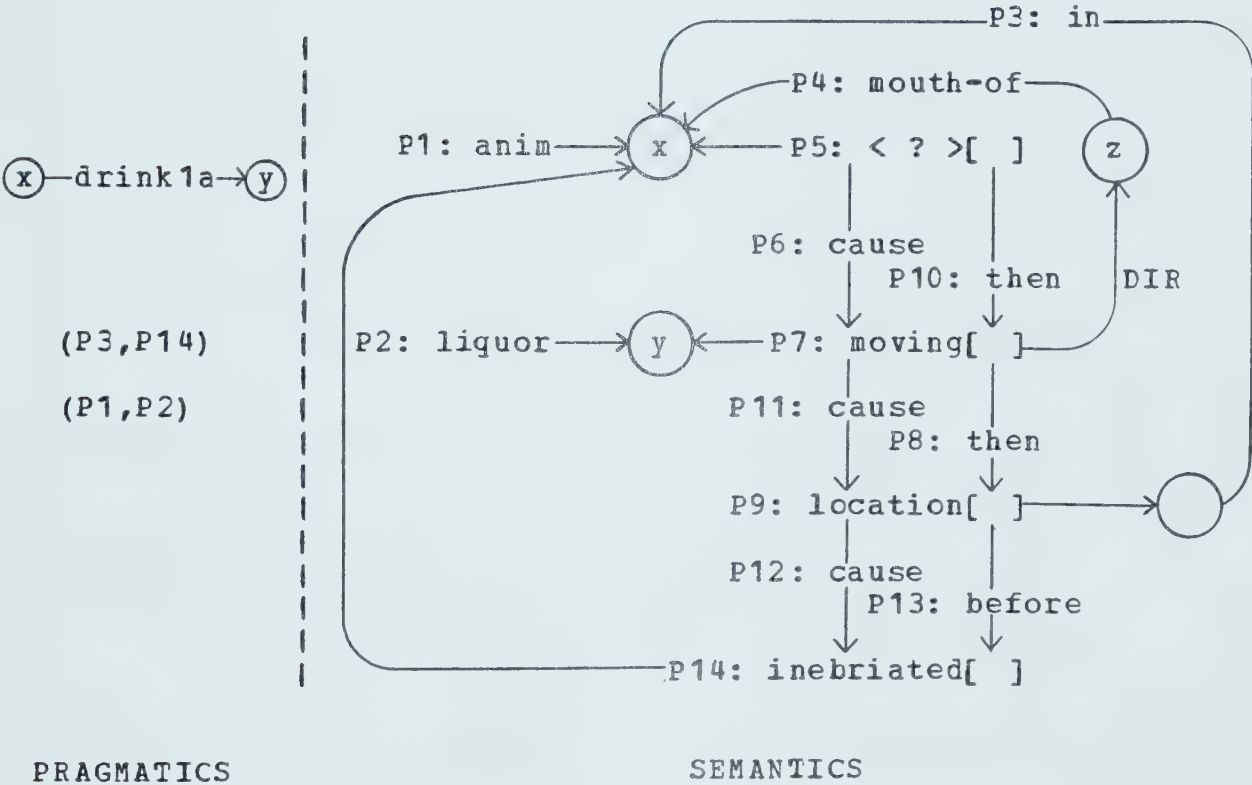 P3: in
P4: mouth-of
P1: anim x P5: < ? >[ ] z
x drink1a y
P6: cause
P10: then DIR
(P3,P14) P2: liquor y P7: moving[ ]
(P1,P2) P11: cause
P8: then
P9: location[ ]
P12: cause
P13: before
P14: inebriated[ ]
PRAGMATICS SEMANTICS